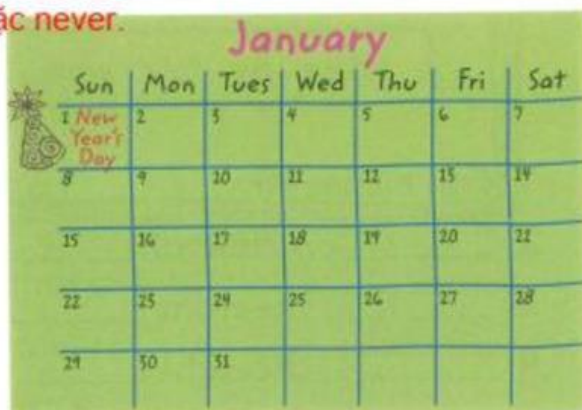 ặc never.
January
Sun Mon Tues Wed Thu Fri Sat
1 New Year's Day 2 3 4 5 6 7
8 9 10 11 12 13 14
15 16 17 18 19 20 21
22 23 24 25 26 27 28
29 30 31